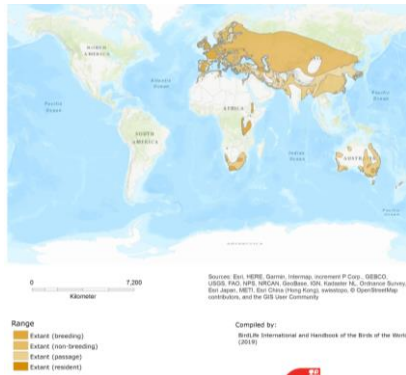 NORTH
AMERICA
Atlantic
Ocean
Pacific
Ocean
Pacific
Ocean
AFRICA
SOUTH
AMERICA
Indian
Ocean
AUSTRALIA
0 7,200
Kilometer
Sources: Esri, HERE, Garmin, Intermap, increment P Corp., GEBCO,
USGS, FAO, NPS, NRCAN, GeoBase, IGN, Kadaster NL, Ordnance Survey,
Esri Japan, METI, Esri China (Hong Kong), swisstopo, © OpenStreetMap
contributors, and the GIS User Community
Range
Extant (breeding)
Extant (non-breeding)
Extant (passage)
Extant (resident)
Compiled by:
BirdLife International and Handbook of the Birds of the World
(2019)